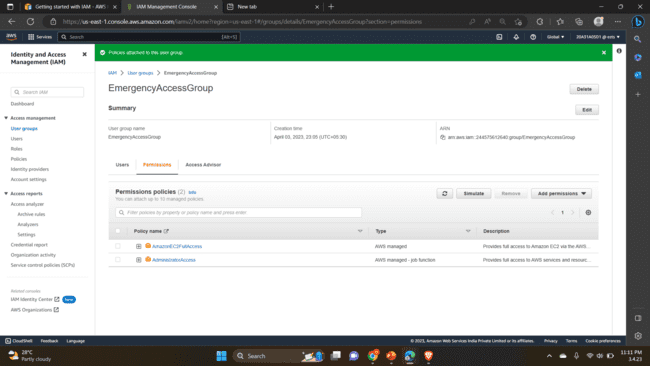 Getting started with IAM - AWS
IAM Management Console
New tab
https://us-east-1.console.aws.amazon.com/iamv2/home?region=us-east-1#/groups/details/EmergencyAccessGroup?section=permissions
aws
Services
Search
[Alt+S]
Global
Policies attached to this user group
Identity and Access
Management (IAM)
Search IAM
Dashboard
Access management
User groups
Users
Roles
Policies
Identity providers
Account settings
Access reports
Access analyzer
Archive rules
Analyzers
Settings
Credential report
Organization activity
Service control policies (SCPs)
Related consoles
IAM Identity Center
New
AWS Organizations
IAM > User groups > EmergencyAccessGroup
EmergencyAccessGroup
Delete
Summary
Edit
User group name
EmergencyAccessGroup
Creation time
April 03, 2023, 23:05 (UTC+05:30)
ARN
arn:aws:iam::244573612640:group/EmergencyAccessGroup
Users
Permissions
Access Advisor
Permissions policies (2)
Info
You can attach up to 10 managed policies.
Simulate
Remove
Add permissions
Filter policies by property or policy name and press enter
1
Policy name
Type
Description
AmazonEC2FullAccess
AWS managed
Provides full access to Amazon EC2 via the AWS...
AdministratorAccess
AWS managed - job function
Provides full access to AWS services and resourc...
CloudShell
Feedback
Language
© 2023, Amazon Web Services India Private Limited or its affiliates.
Privacy
Terms
Cookie preferences
28°C
Partly cloudy
Search
11:11 PM
3.4.23